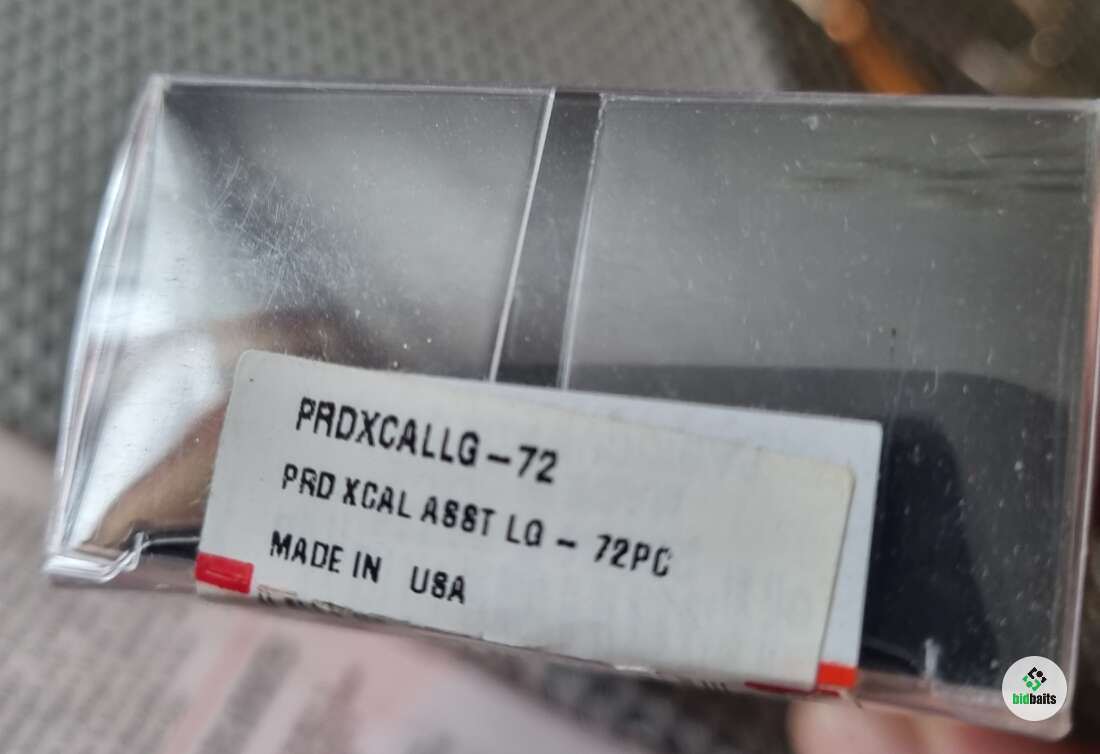 PRDXCALLG-72
PRD XCAL ASST LG - 72PC
MADE IN USA
bidbaits